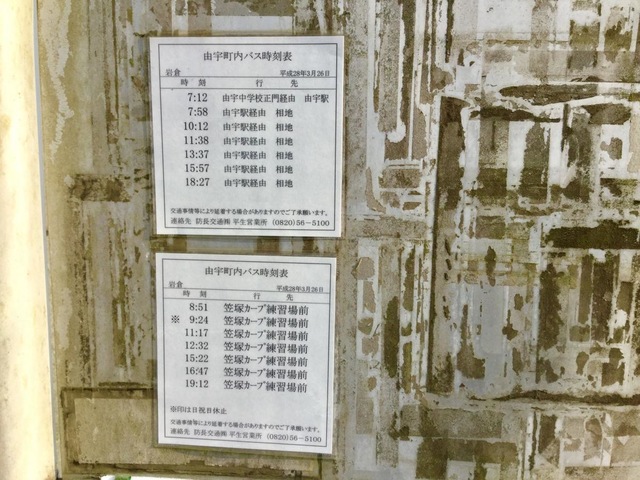 由宇町内バス時刻表
岩倉 平成28年3月26日
時 刻 行 先
7:12 由宇中学校正門経由 由宇駅
7:58 由宇駅経由 相地
10:12 由宇駅経由 相地
11:38 由宇駅経由 相地
13:37 由宇駅経由 相地
15:57 由宇駅経由 相地
18:27 由宇駅経由 相地
交通事情等により延着する場合がありますのでご了承願います。
連絡先 防長交通㈱ 平生営業所 (0820)56-5100
由宇町内バス時刻表
岩倉 平成28年3月26日
時 刻 行 先
8:51 笠塚カープ練習場前
※ 9:24 笠塚カープ練習場前
11:17 笠塚カープ練習場前
12:32 笠塚カープ練習場前
15:22 笠塚カープ練習場前
16:47 笠塚カープ練習場前
19:12 笠塚カープ練習場前
※印は日祝日休止
交通事情等により延着する場合がありますのでご了承願います。
連絡先 防長交通㈱ 平生営業所 (0820)56-5100